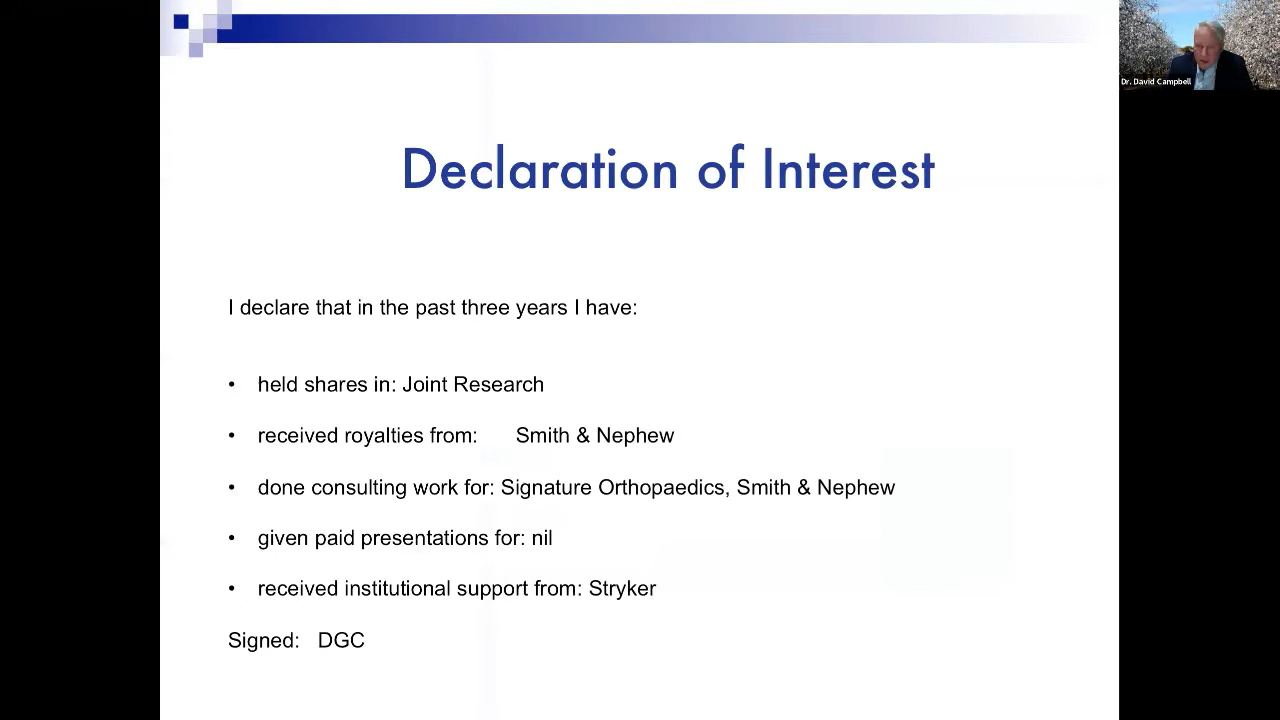 Dr. David Campbell
Declaration of Interest
I declare that in the past three years I have:
• held shares in: Joint Research
• received royalties from: Smith & Nephew
• done consulting work for: Signature Orthopaedics, Smith & Nephew
• given paid presentations for: nil
• received institutional support from: Stryker
Signed: DGC